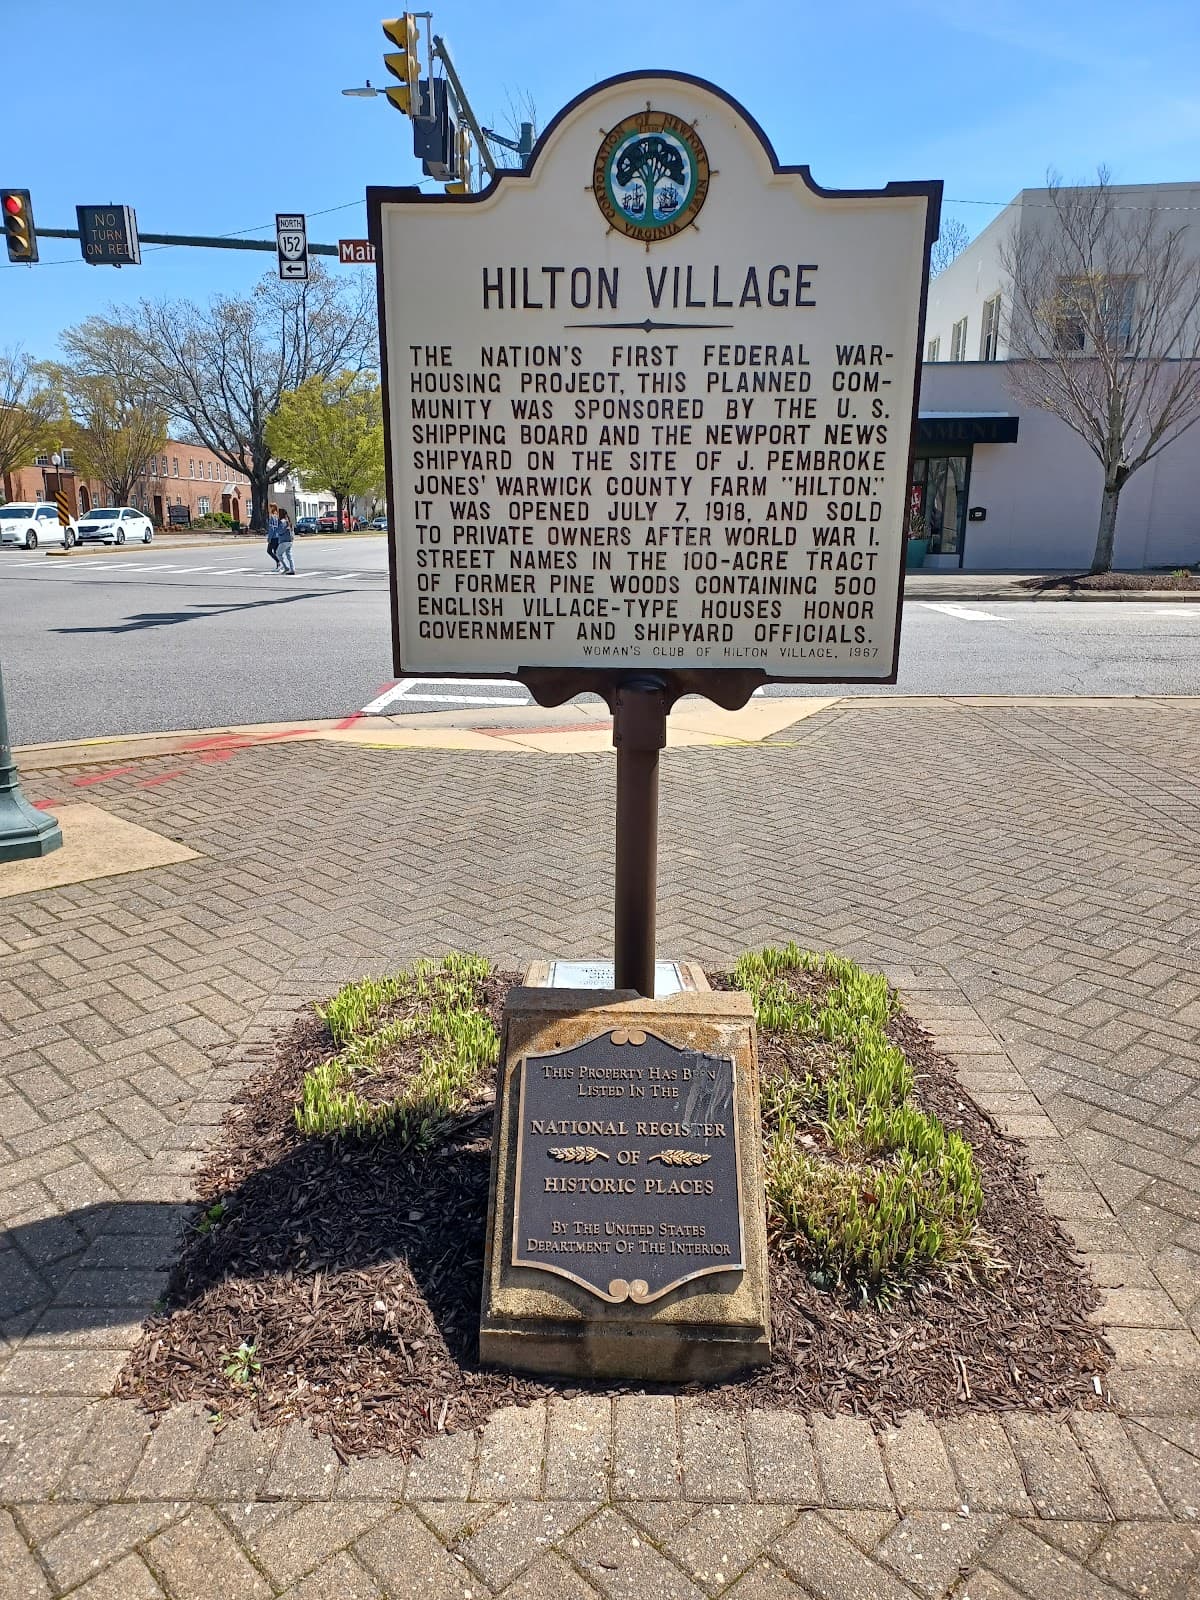 NO
TURN
ON RED
NORTH
152
Main
CORPORATION OF NEWPORT NEWS
VIRGINIA
HILTON VILLAGE
THE NATION'S FIRST FEDERAL WAR-
HOUSING PROJECT, THIS PLANNED COM-
MUNITY WAS SPONSORED BY THE U. S.
SHIPPING BOARD AND THE NEWPORT NEWS
SHIPYARD ON THE SITE OF J. PEMBROKE
JONES' WARWICK COUNTY FARM "HILTON."
IT WAS OPENED JULY 7, 1918, AND SOLD
TO PRIVATE OWNERS AFTER WORLD WAR I.
STREET NAMES IN THE 100-ACRE TRACT
OF FORMER PINE WOODS CONTAINING 500
ENGLISH VILLAGE-TYPE HOUSES HONOR
GOVERNMENT AND SHIPYARD OFFICIALS.
WOMAN'S CLUB OF HILTON VILLAGE, 1967
THIS PROPERTY HAS BEEN
LISTED IN THE
NATIONAL REGISTER
OF
HISTORIC PLACES
BY THE UNITED STATES
DEPARTMENT OF THE INTERIOR